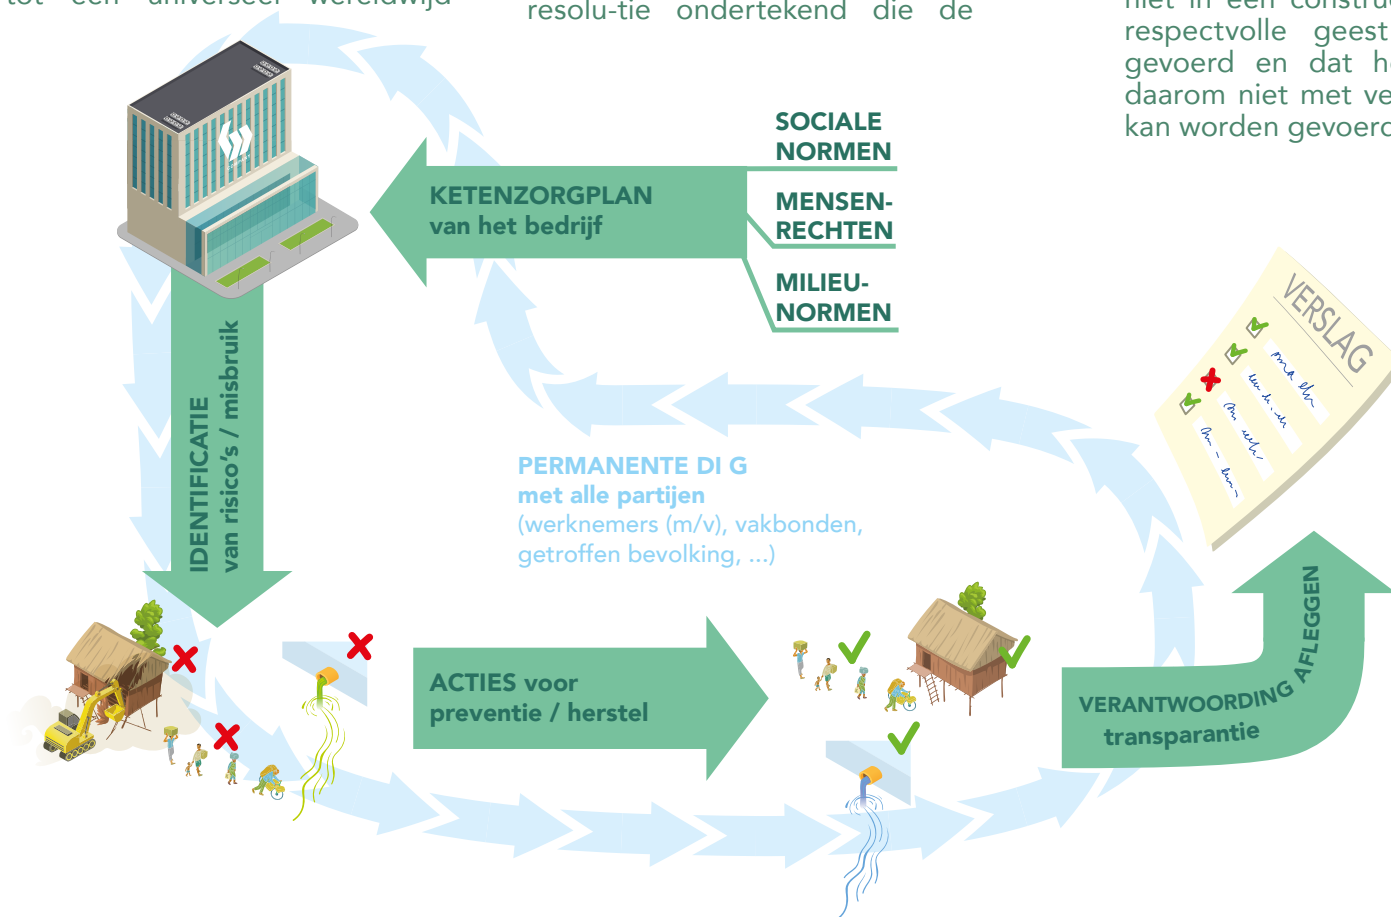 tot een universeel wereldwijd
resolu-tie ondertekend die de
respectvolle geest
gevoerd en dat
daarom niet met
kan worden
SOCIALE
NORMEN
MENSEN-
RECHTEN
MILIEU-
NORMEN
KETENZORGPLAN
van het bedrijf
IDENTIFICATIE
van risico's / misbruik
PERMANENTE DI G
met alle partijen
(werknemers (m/v), vakbonden,
getroffen bevolking, ...)
ACTIES voor
preventie / herstel
VERANTWOORDING AFLEGGEN
transparantie
VERSLAG